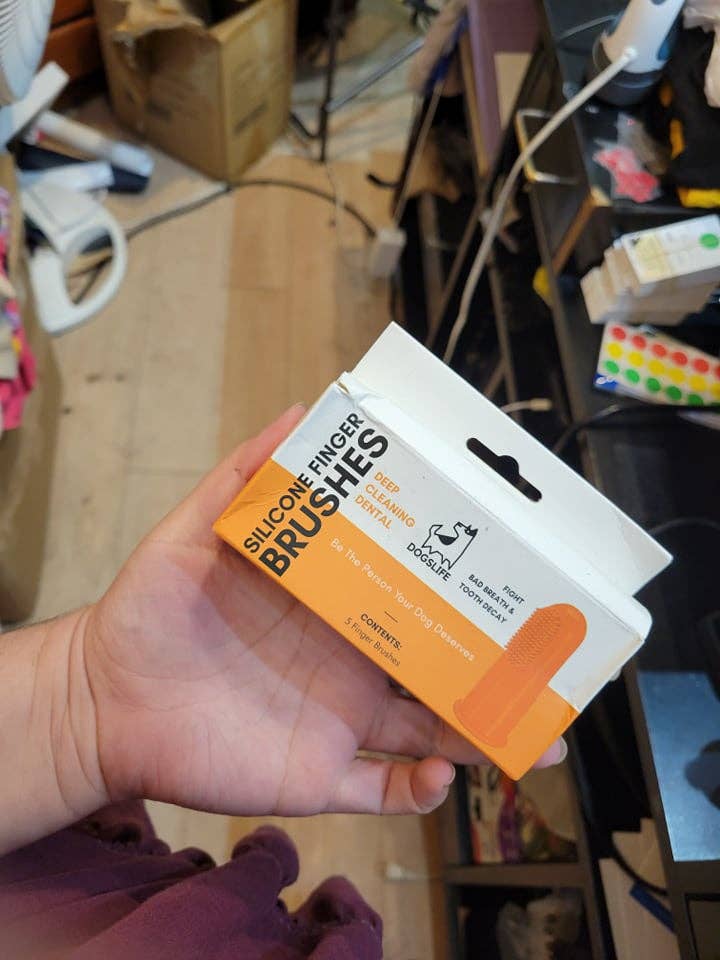 SILICONE FINGER
BRUSHES
DEEP
CLEANING
DENTAL
DOGSLIFE
FIGHT
BAD BREATH &
TOOTH DECAY
Be The Person Your Dog Deserves
CONTENTS:
5 Finger Brushes